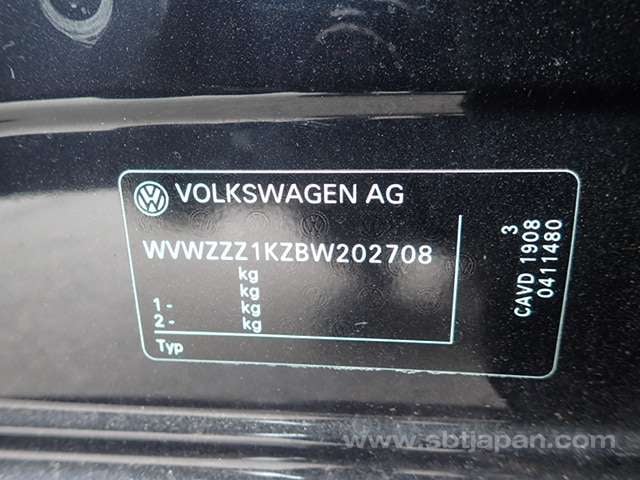 VOLKSWAGEN AG
WVWZZZ1KZBW202708
kg
kg
1 - kg
2 - kg
Typ
3
CAVD 1908
0411480
www.sbtjapan.com